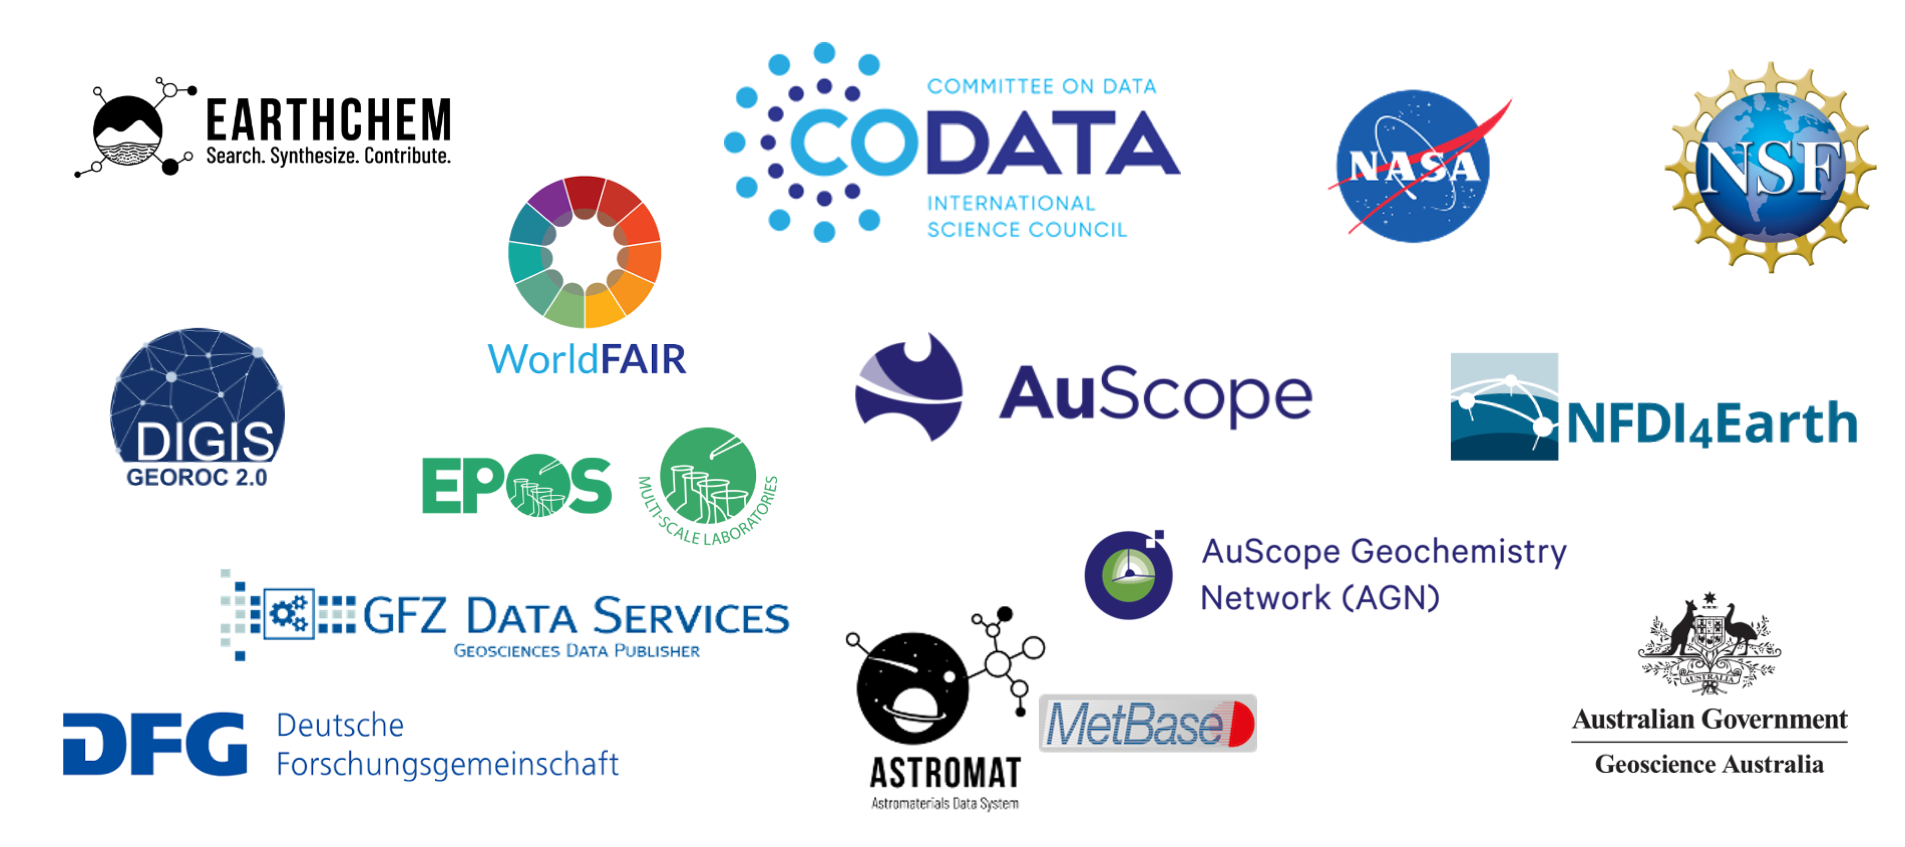 EARTHCHEM
Search. Synthesize. Contribute.
COMMITTEE ON DATA
CODATA
INTERNATIONAL
SCIENCE COUNCIL
NASA
NSF
WorldFAIR
DIGIS
GEOROC 2.0
EPOS
MULTI-SCALE LABORATORIES
AuScope
NFDI4Earth
AuScope Geochemistry
Network (AGN)
GFZ DATA SERVICES
GEOSCIENCES DATA PUBLISHER
DFG
Deutsche
Forschungsgemeinschaft
ASTROMAT
Astromaterials Data System
MetBase
AUSTRALIA
Australian Government
Geoscience Australia